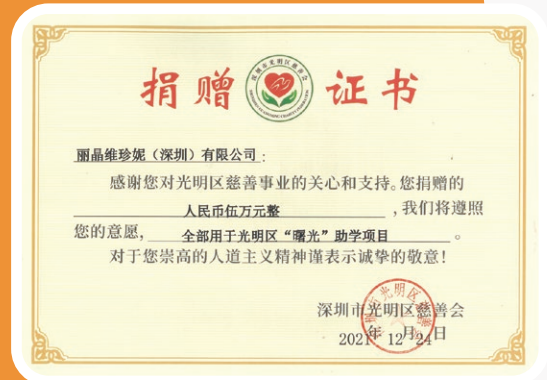 捐赠 证书
丽晶维珍妮（深圳）有限公司：
感谢您对光明区慈善事业的关心和支持。您捐赠的
人民币伍万元整，我们将遵照
您的意愿，全部用于光明区“曙光”助学项目。
对于您崇高的人道主义精神谨表示诚挚的敬意！
深圳市光明区慈善会
2021年12月24日